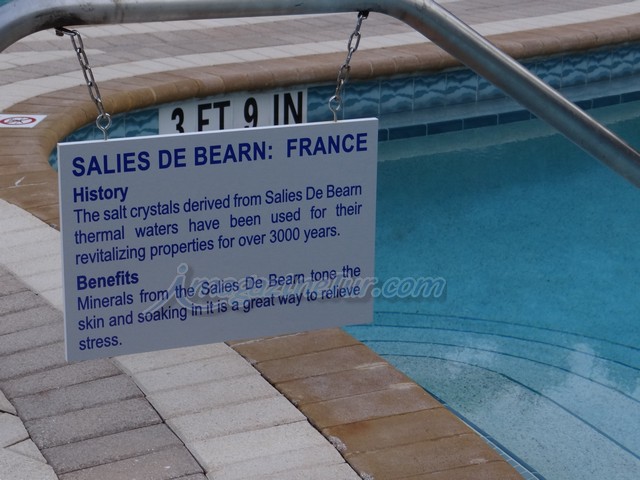 3 FT 9 IN
SALIES DE BEARN: FRANCE
History
The salt crystals derived from Salies De Bearn
thermal waters have been used for their
revitalizing properties for over 3000 years.
Benefits
Minerals from the Salies De Bearn tone the
skin and soaking in it is a great way to relieve
stress.